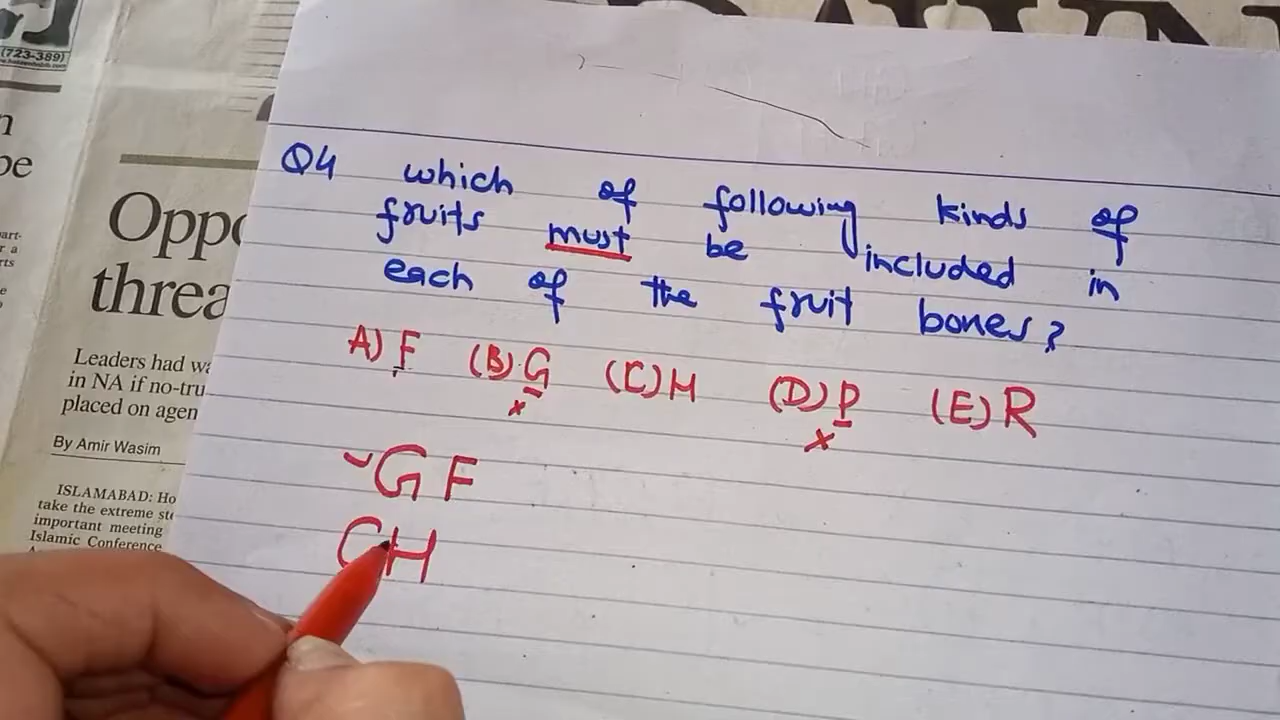 (723-389)
Oppo
threa
Leaders had wa
in NA if no-tru
placed on agen
By Amir Wasim
ISLAMABAD: Ho
take the extreme ste
important meeting
Islamic Conference
Q4 which of following kinds of
fruits must be included in
each of the fruit bones?
A) F (B) G (C) H (D) P (E) R
x x
G F
C H